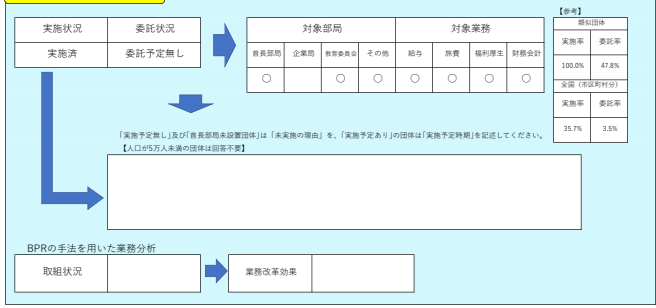 【参考】
実施状況 委託状況
実施済 委託予定無し
対象部局 対象業務
首長部局 企業局 教育委員会 その他 給与 旅費 福利厚生 財務会計
○ ○ ○ ○ ○ ○ ○
類似団体
実施率 委託率
100.0% 47.8%
全国（市区町村分）
実施率 委託率
35.7% 3.5%
「実施予定無し」及び「首長部局未設置団体」は「未実施の理由」を、「実施予定あり」の団体は「実施予定時期」を記述してください。
【人口が5万人未満の団体は回答不要】
BPRの手法を用いた業務分析
取組状況 業務改革効果